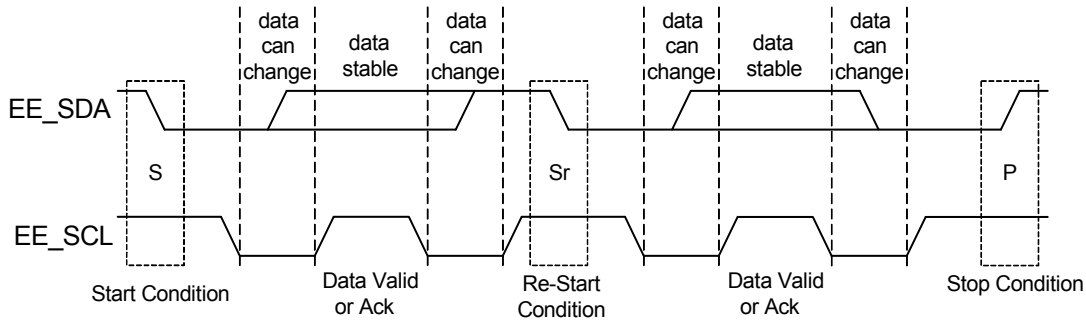 data
can
change
data
stable
data
can
change
data
can
change
data
stable
data
can
change
EE_SDA
S
Sr
P
EE_SCL
Start Condition
Data Valid
or Ack
Re-Start
Condition
Data Valid
or Ack
Stop Condition